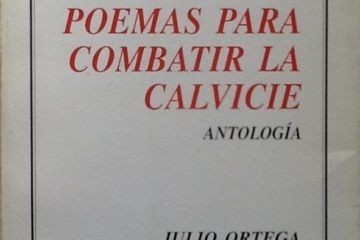 POEMAS PARA
COMBATIR LA
CALVICIE
ANTOLOGÍA
JULIO ORTEGA